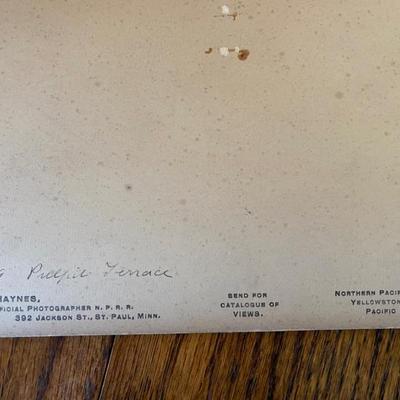 Pulpit Terrace
HAYNES,
FICIAL PHOTOGRAPHER N. P. R. R.
392 JACKSON ST., ST. PAUL, MINN.
SEND FOR
CATALOGUE OF
VIEWS.
NORTHERN PACIF
YELLOWSTON
PACIFIC